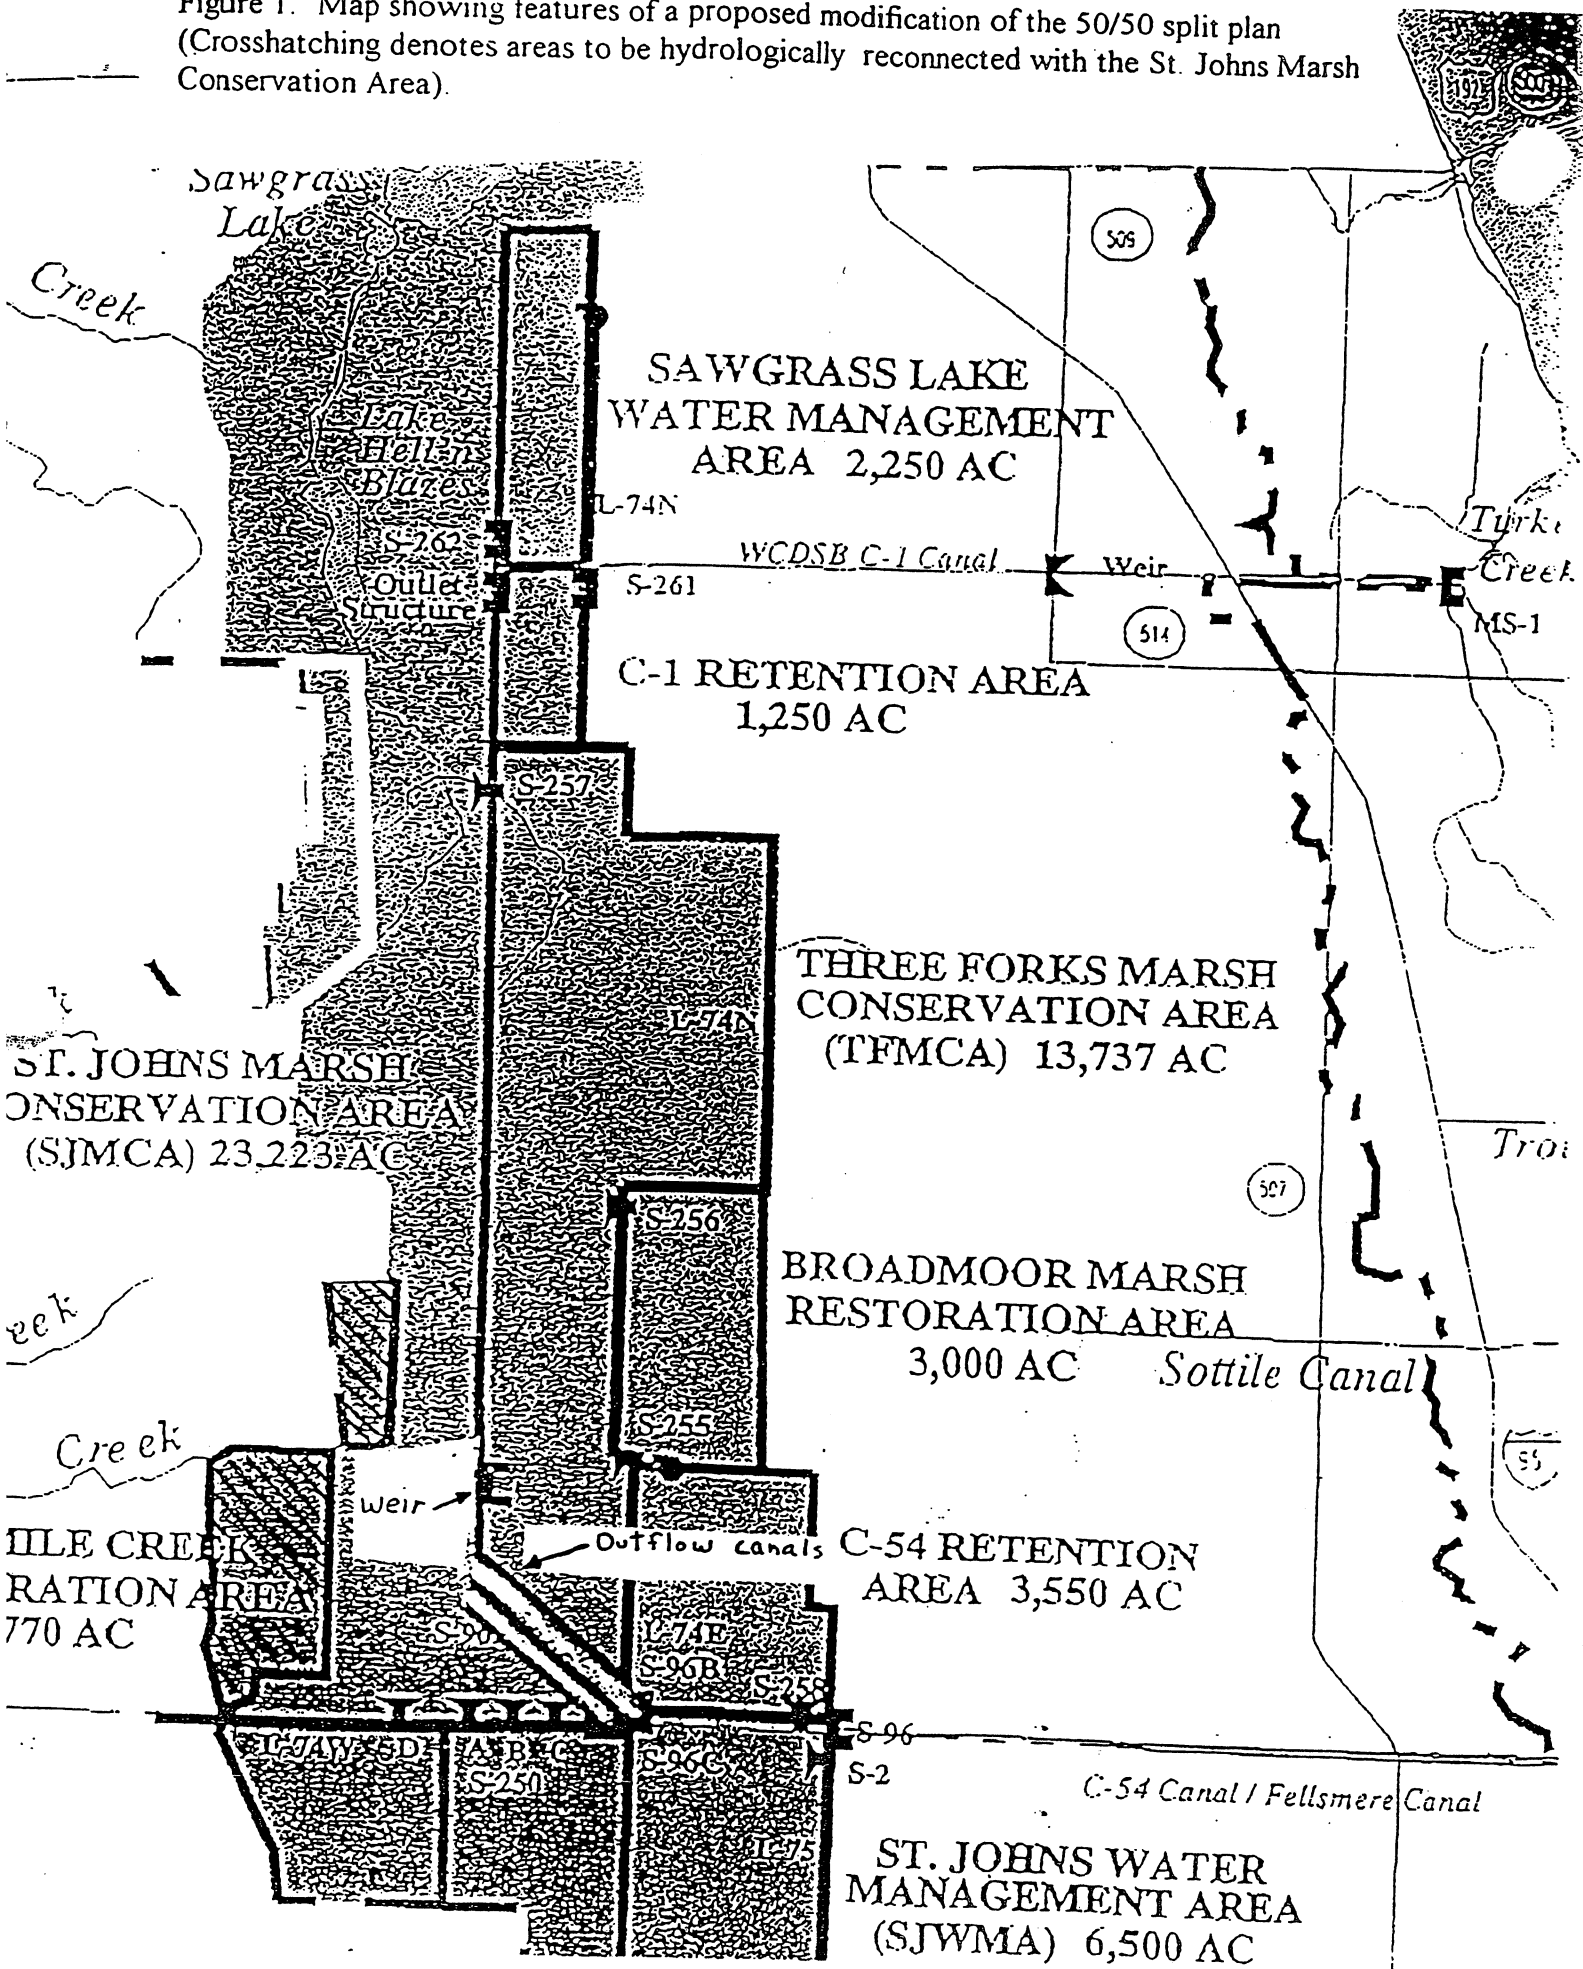 Figure 1. Map showing features of a proposed modification of the 50/50 split plan
(Crosshatching denotes areas to be hydrologically reconnected with the St. Johns Marsh
Conservation Area).
192
Sawgrass
Lake
Creek
509
SAWGRASS LAKE
WATER MANAGEMENT
AREA 2,250 AC
Lake
Hell'n
Blazes
L-74N
S-262
Outlet
Structure
WCDSB C-1 Canal
S-261
Weir
Creek
MS-1
514
C-1 RETENTION AREA
1,250 AC
S-257
THREE FORKS MARSH
CONSERVATION AREA
(TFMCA) 13,737 AC
L-74N
ST. JOHNS MARSH
ONSERVATION AREA
(SJMCA) 23,223 AC
507
S-256
BROADMOOR MARSH
RESTORATION AREA
3,000 AC
Sottile Canal
eek
S-255
Creek
95
weir
Outflow canals
C-54 RETENTION
AREA 3,550 AC
ILE CREEK
RATION AREA
770 AC
L-74E
S-96B
S-96
L-74W D A B C
S-250
S-96C
S-2
C-54 Canal / Fellsmere Canal
L-75
ST. JOHNS WATER
MANAGEMENT AREA
(SJWMA) 6,500 AC